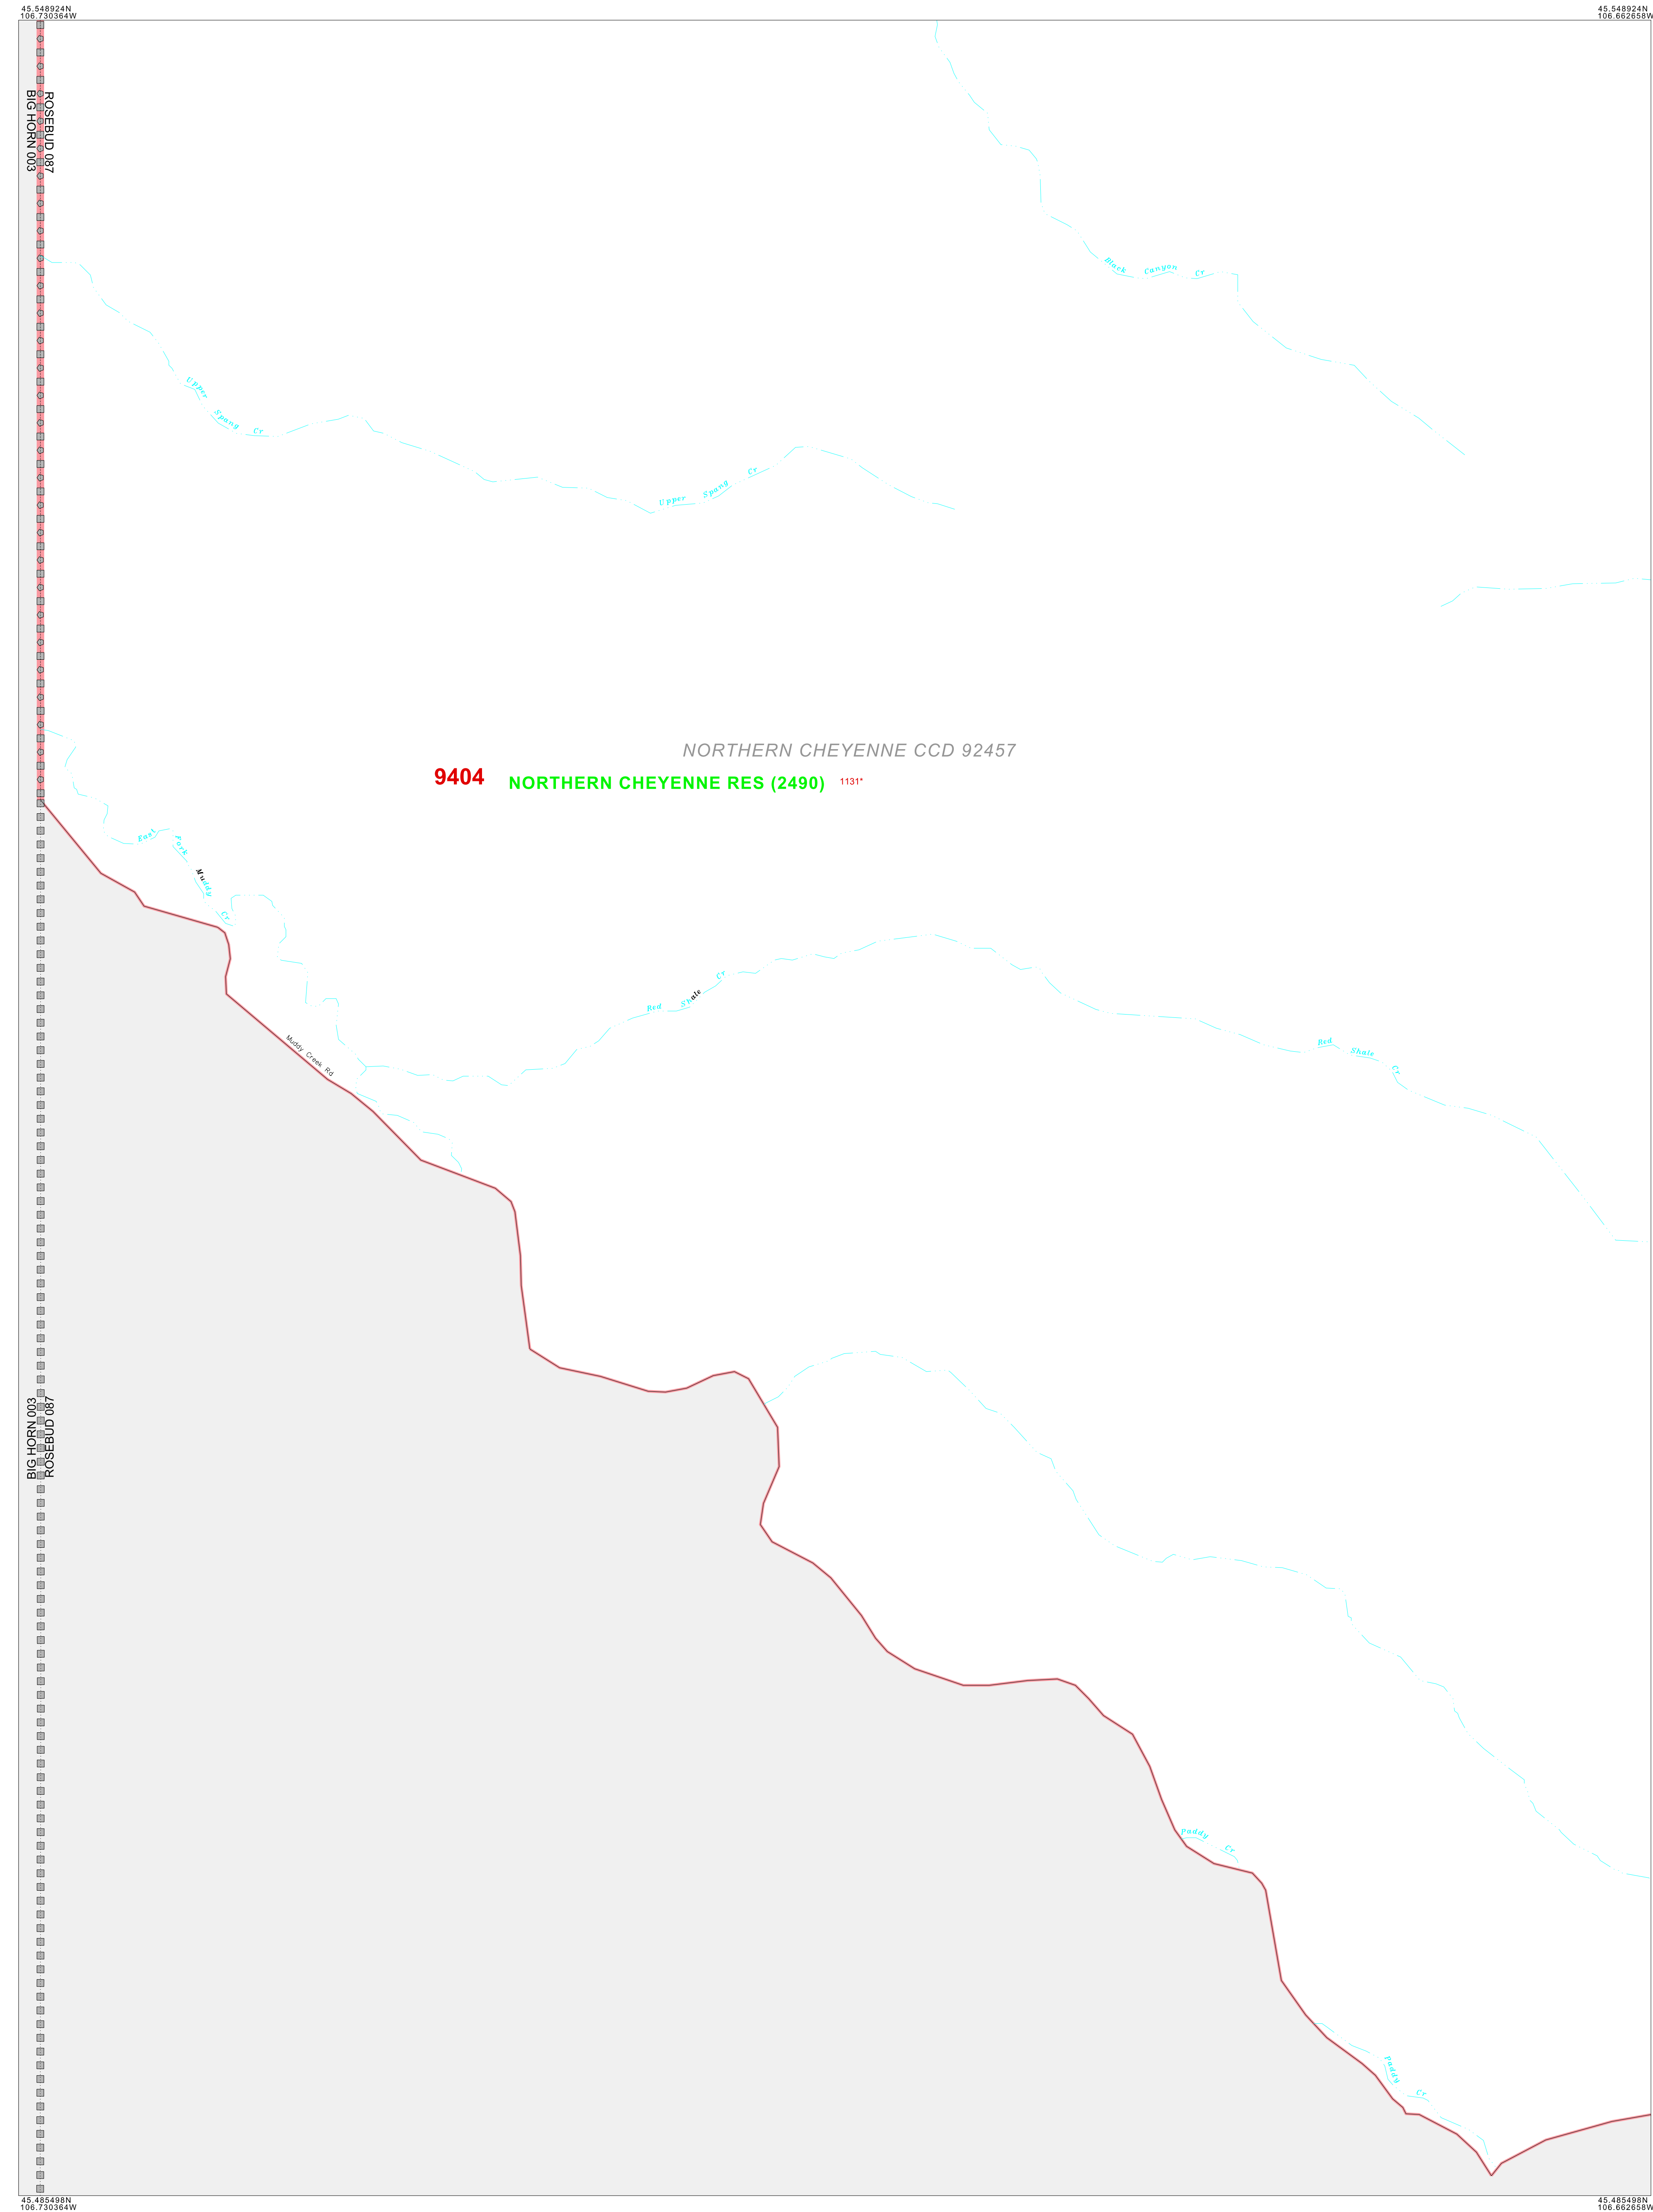 45.548924N
106.730364W
45.548924N
106.662658W
ROSEBUD 087
BIG HORN 003
Black Canyon Cr
Upper Spang Cr
Upper Spang Cr
NORTHERN CHEYENNE CCD 92457
9404
NORTHERN CHEYENNE RES (2490)
1131*
East Fork Muddy Cr
Red Shale Cr
Muddy Creek Rd
Red Shale Cr
BIG HORN 003
ROSEBUD 087
Paddy Cr
Paddy Cr
45.485498N
106.730364W
45.485498N
106.662658W